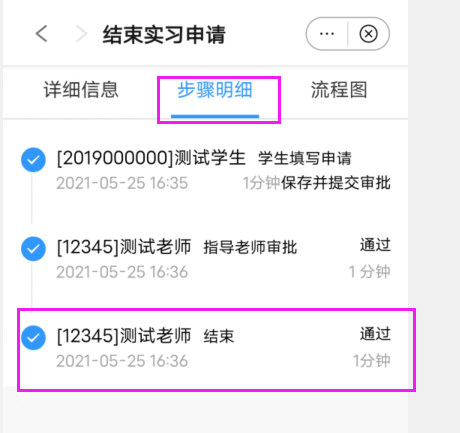 结束实习申请
详细信息 步骤明细 流程图
[2019000000]测试学生 学生填写申请
2021-05-25 16:35 1分钟保存并提交审批
[12345]测试老师 指导老师审批 通过
2021-05-25 16:36 1 分钟
[12345]测试老师 结束 通过
2021-05-25 16:36 1分钟